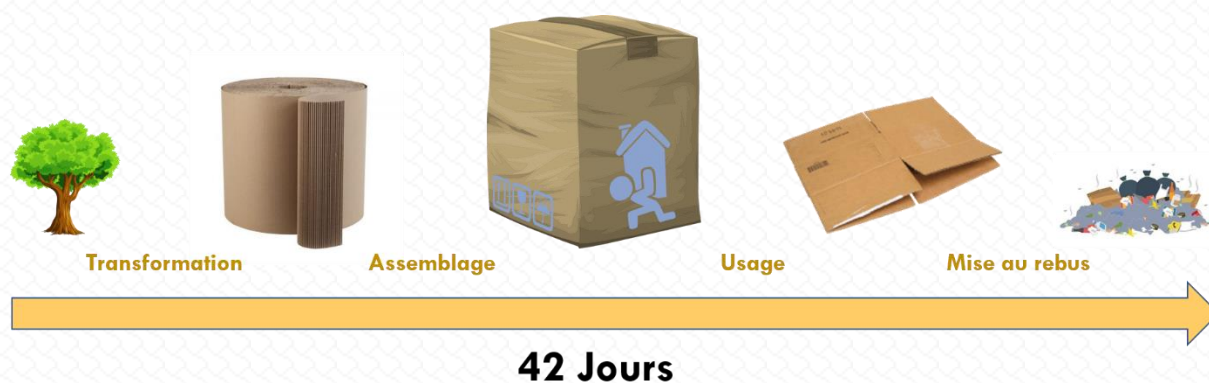 Transformation
Assemblage
Usage
Mise au rebus
42 Jours